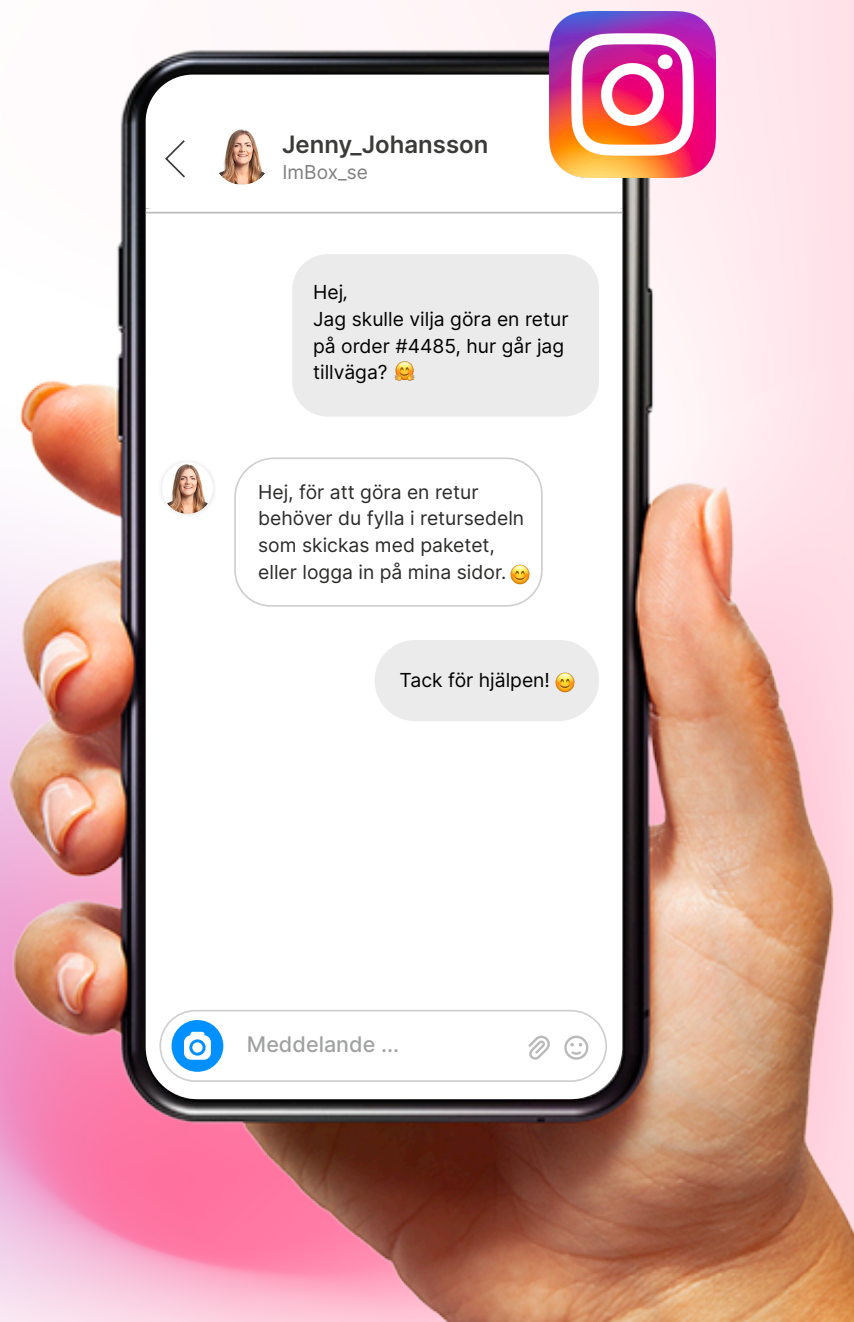 Jenny_Johansson
ImBox_se
Hej,
Jag skulle vilja göra en retur
på order #4485, hur går jag
tillväga? 🤗
Hej, för att göra en retur
behöver du fylla i retursedeln
som skickas med paketet,
eller logga in på mina sidor. 😊
Tack för hjälpen! 😊
Meddelande ...